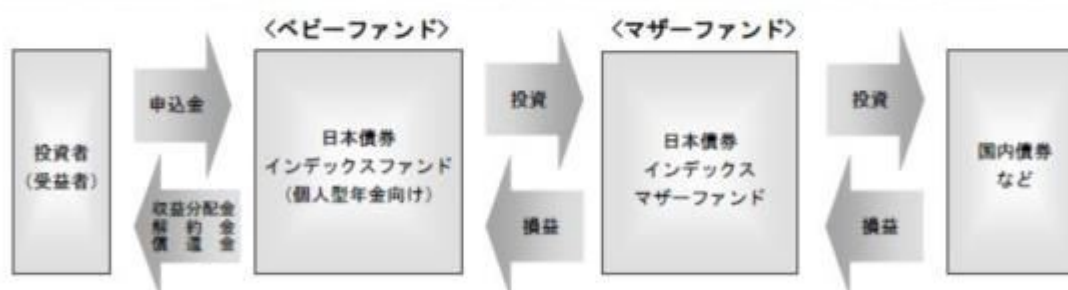 〈ベビーファンド〉
〈マザーファンド〉
投資者
(受益者)
申込金
収益分配金
解約金
償還金
日本債券
インデックスファンド
(個人型年金向け)
投資
損益
日本債券
インデックス
マザーファンド
投資
損益
国内債券
など